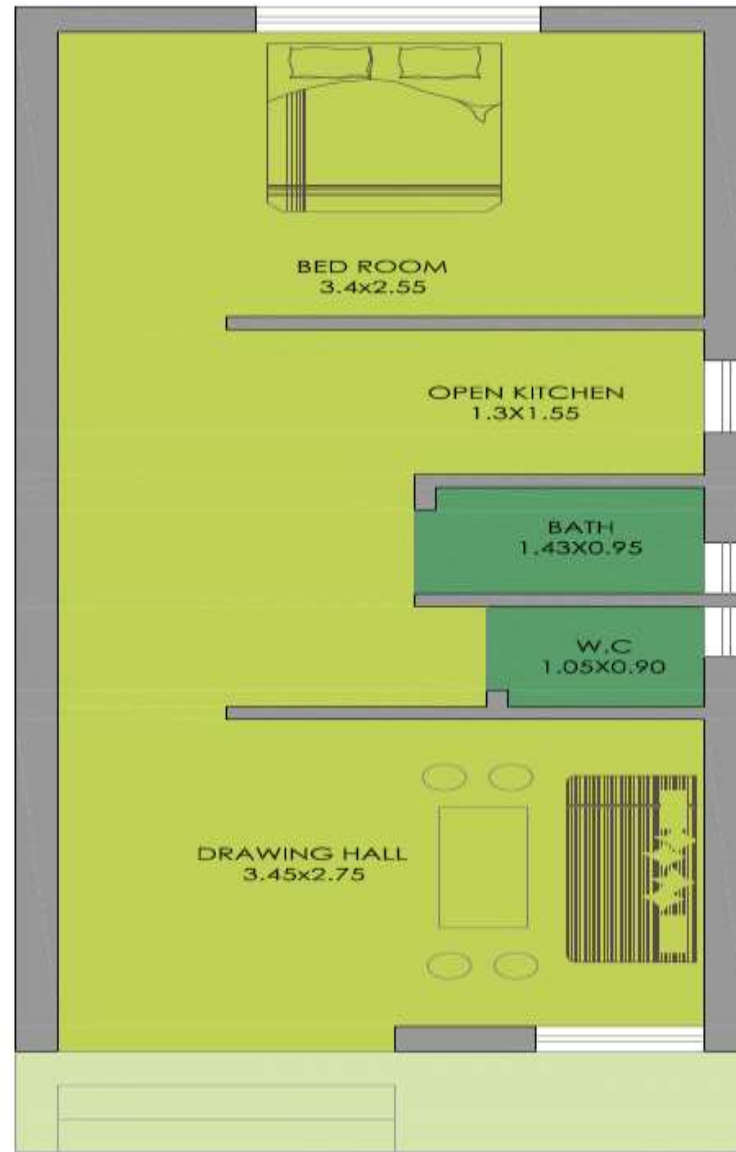 BED ROOM
3.4x2.55
OPEN KITCHEN
1.3X1.55
BATH
1.43X0.95
W.C
1.05X0.90
DRAWING HALL
3.45x2.75